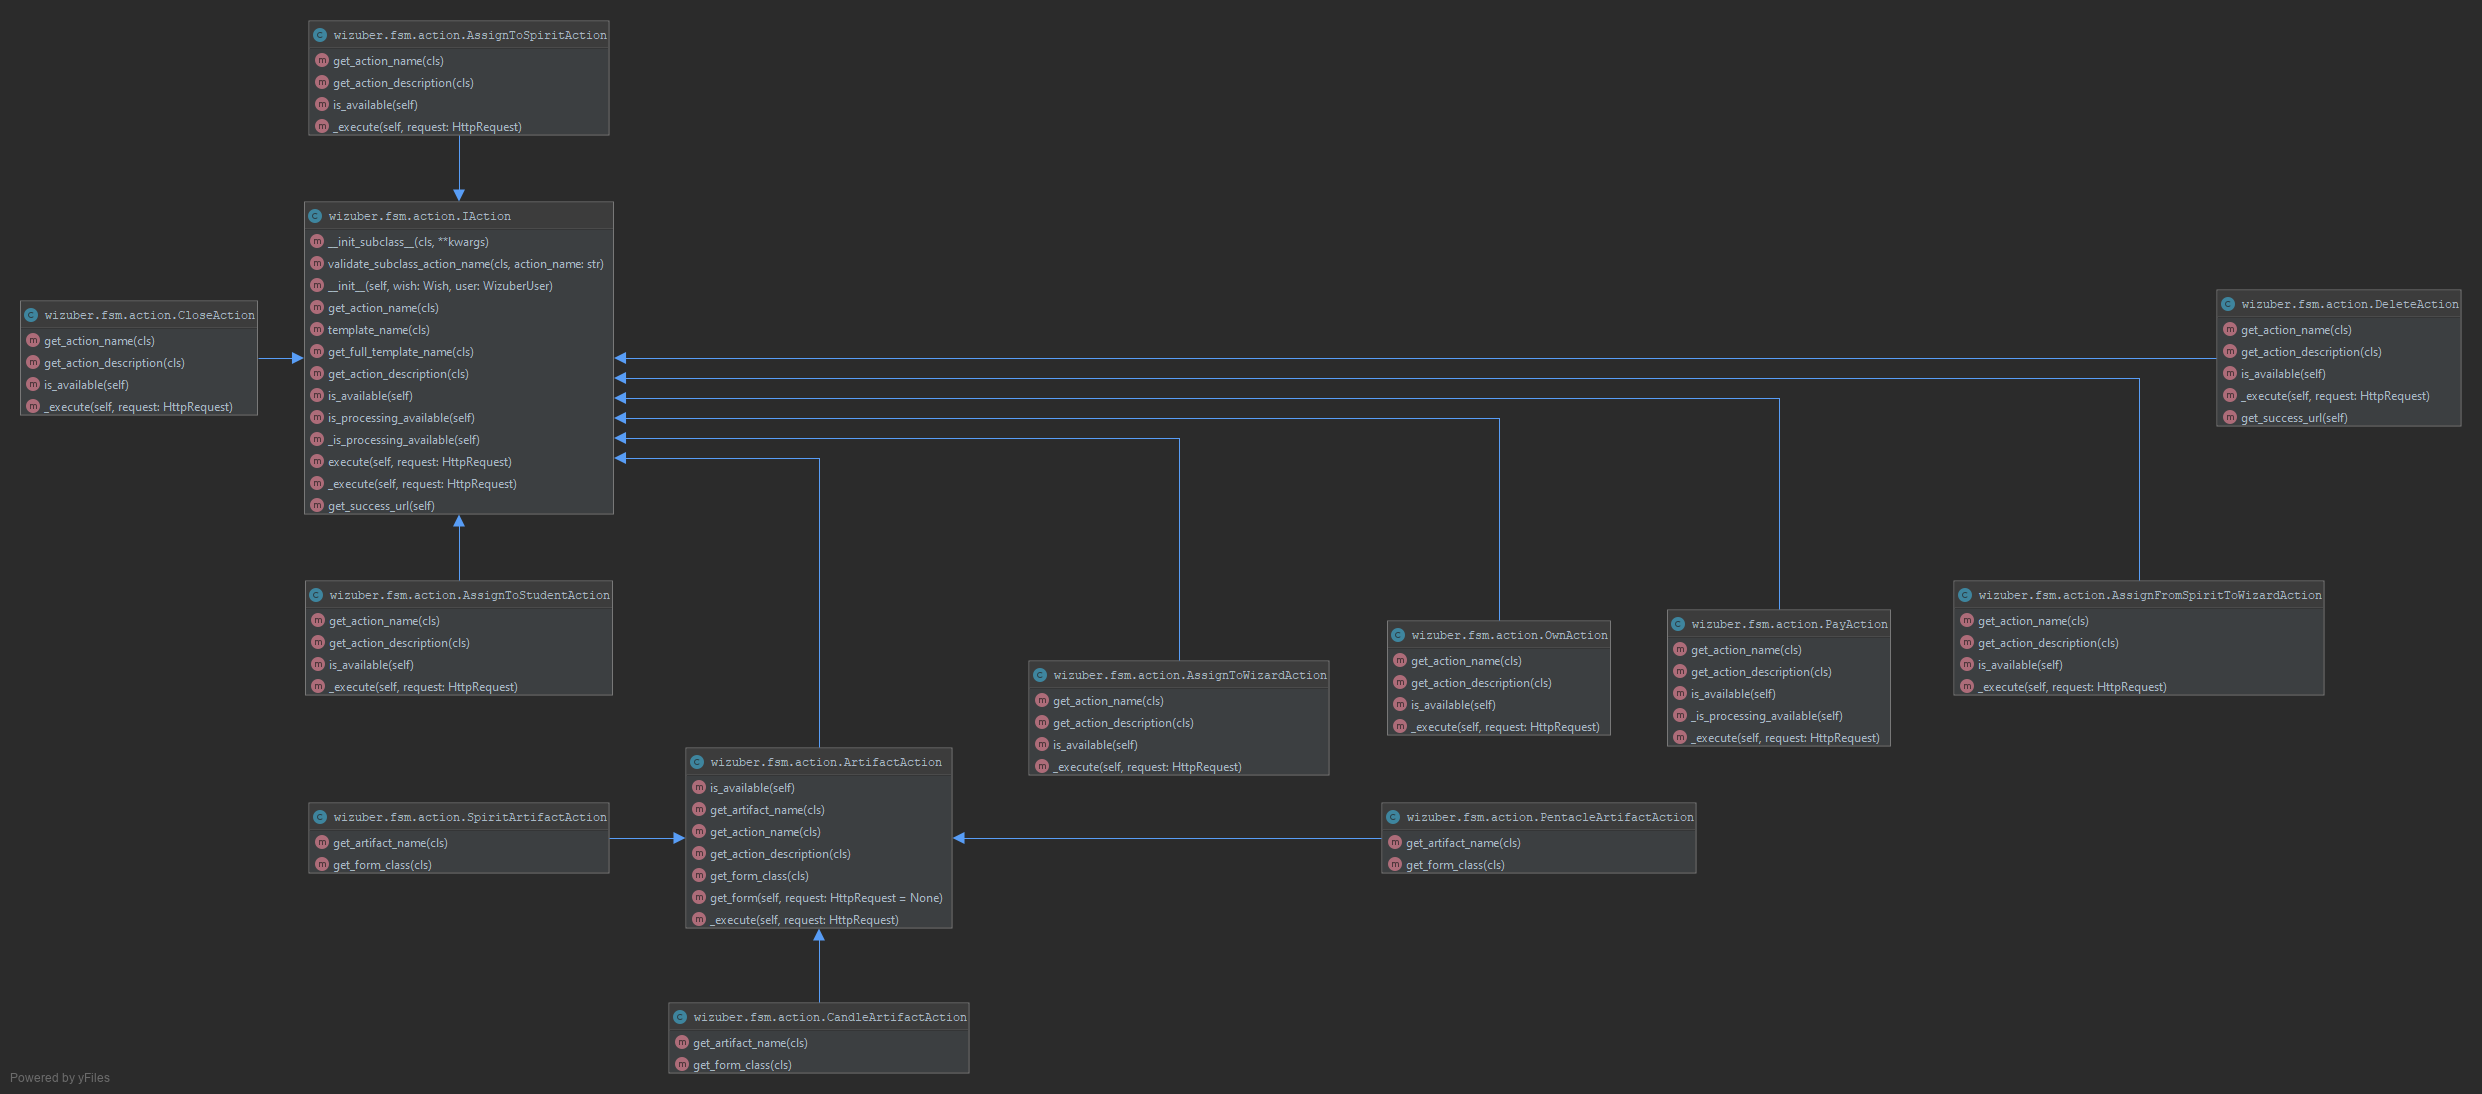 wizuber.fsm.action.AssignToSpiritAction
get_action_name(cls)
get_action_description(cls)
is_available(self)
_execute(self, request: HttpRequest)
wizuber.fsm.action.IAction
__init_subclass__(cls, **kwargs)
validate_subclass_action_name(cls, action_name: str)
__init__(self, wish: Wish, user: WizuberUser)
get_action_name(cls)
template_name(cls)
get_full_template_name(cls)
get_action_description(cls)
is_available(self)
is_processing_available(self)
_is_processing_available(self)
execute(self, request: HttpRequest)
_execute(self, request: HttpRequest)
get_success_url(self)
wizuber.fsm.action.CloseAction
get_action_name(cls)
get_action_description(cls)
is_available(self)
_execute(self, request: HttpRequest)
wizuber.fsm.action.DeleteAction
get_action_name(cls)
get_action_description(cls)
is_available(self)
_execute(self, request: HttpRequest)
get_success_url(self)
wizuber.fsm.action.AssignToStudentAction
get_action_name(cls)
get_action_description(cls)
is_available(self)
_execute(self, request: HttpRequest)
wizuber.fsm.action.AssignToWizardAction
get_action_name(cls)
get_action_description(cls)
is_available(self)
_execute(self, request: HttpRequest)
wizuber.fsm.action.OwnAction
get_action_name(cls)
get_action_description(cls)
is_available(self)
_execute(self, request: HttpRequest)
wizuber.fsm.action.PayAction
get_action_name(cls)
get_action_description(cls)
is_available(self)
_is_processing_available(self)
_execute(self, request: HttpRequest)
wizuber.fsm.action.AssignFromSpiritToWizardAction
get_action_name(cls)
get_action_description(cls)
is_available(self)
_execute(self, request: HttpRequest)
wizuber.fsm.action.ArtifactAction
is_available(self)
get_artifact_name(cls)
get_action_name(cls)
get_action_description(cls)
get_form_class(cls)
get_form(self, request: HttpRequest = None)
_execute(self, request: HttpRequest)
wizuber.fsm.action.SpiritArtifactAction
get_artifact_name(cls)
get_form_class(cls)
wizuber.fsm.action.PentacleArtifactAction
get_artifact_name(cls)
get_form_class(cls)
wizuber.fsm.action.CandleArtifactAction
get_artifact_name(cls)
get_form_class(cls)
Powered by yFiles